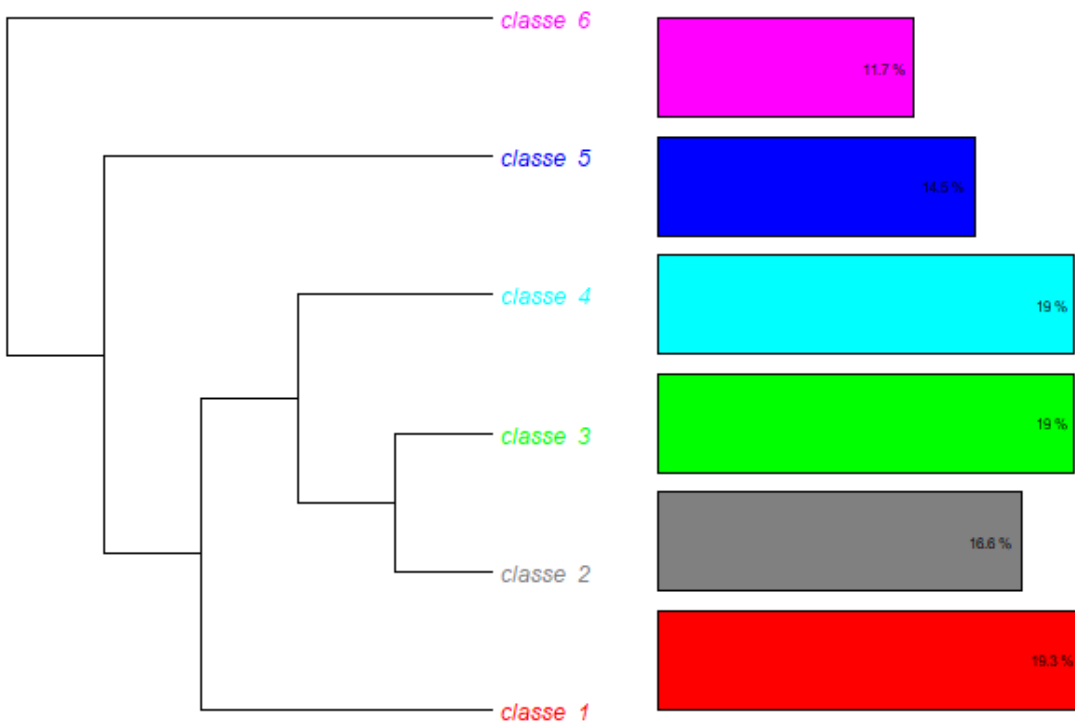 classe 6
11.7 %
classe 5
14.5 %
classe 4
19 %
classe 3
19 %
classe 2
16.6 %
classe 1
19.3 %